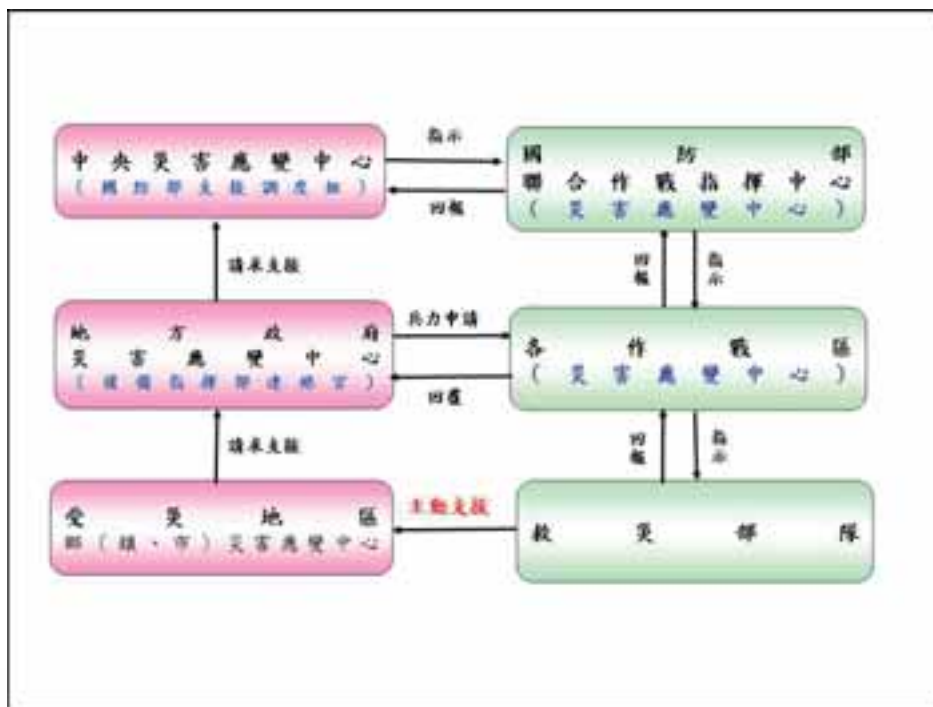 中央災害應變中心
(國防部支援調度組)
指示
回報
國防部
聯合作戰指揮中心
(災害應變中心)
請求支援
回報
指示
地方政府
災害應變中心
(後備指揮部連絡官)
兵力申請
回覆
各作戰區
(災害應變中心)
請求支援
回報
指示
受災地區
鄉(鎮、市)災害應變中心
主動支援
救災部隊